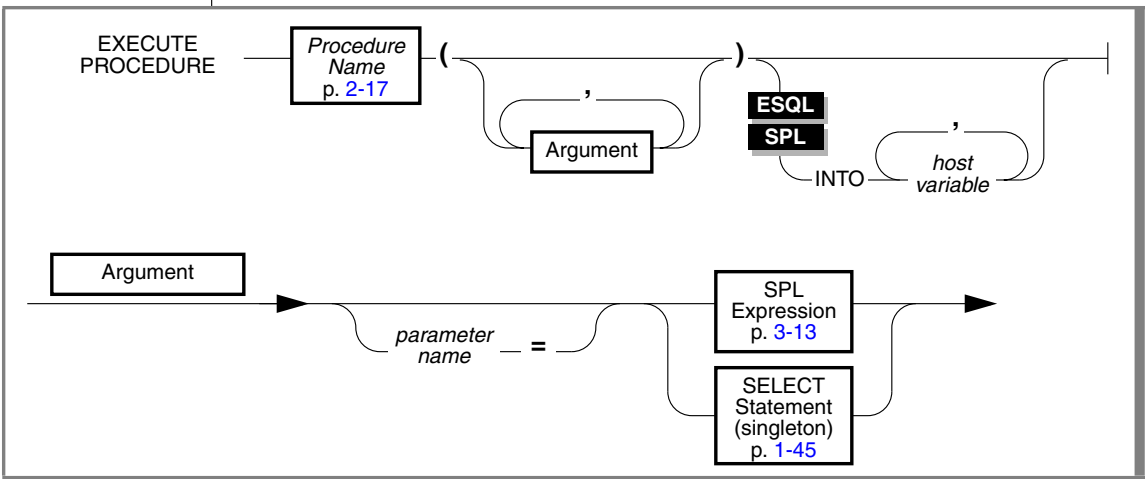 EXECUTE
PROCEDURE
Procedure
Name
p. 2-17
(
,
Argument
)
ESQL
SPL
INTO
,
host
variable
Argument
parameter
name
=
SPL
Expression
p. 3-13
SELECT
Statement
(singleton)
p. 1-45